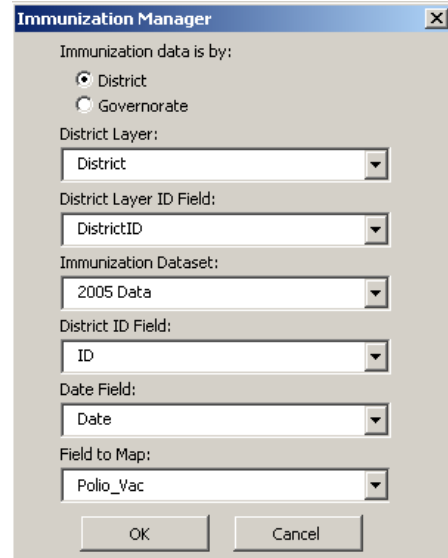 Immunization Manager
Immunization data is by:
District
Governorate
District Layer:
District
District Layer ID Field:
DistrictID
Immunization Dataset:
2005 Data
District ID Field:
ID
Date Field:
Date
Field to Map:
Polio_Vac
OK Cancel